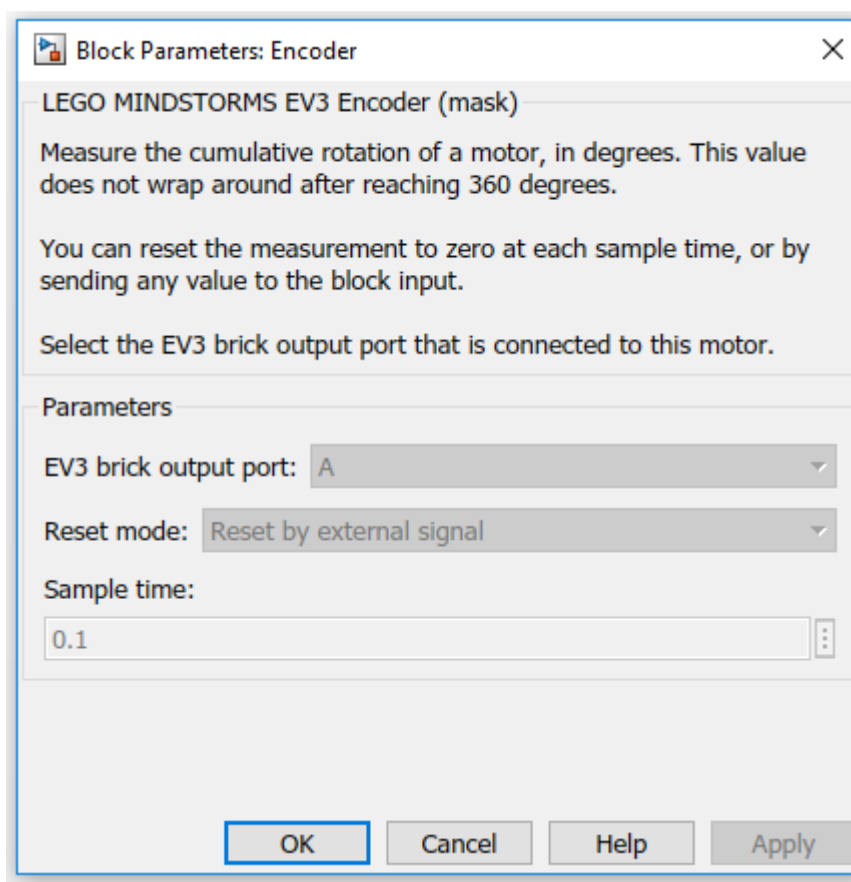 Block Parameters: Encoder
LEGO MINDSTORMS EV3 Encoder (mask)
Measure the cumulative rotation of a motor, in degrees. This value
does not wrap around after reaching 360 degrees.
You can reset the measurement to zero at each sample time, or by
sending any value to the block input.
Select the EV3 brick output port that is connected to this motor.
Parameters
EV3 brick output port: A
Reset mode: Reset by external signal
Sample time:
0.1
OK Cancel Help Apply